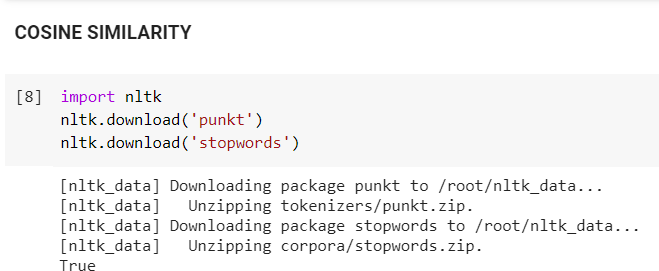 COSINE SIMILARITY
[8] import nltk
nltk.download('punkt')
nltk.download('stopwords')
[nltk_data] Downloading package punkt to /root/nltk_data...
[nltk_data]   Unzipping tokenizers/punkt.zip.
[nltk_data] Downloading package stopwords to /root/nltk_data...
[nltk_data]   Unzipping corpora/stopwords.zip.
True